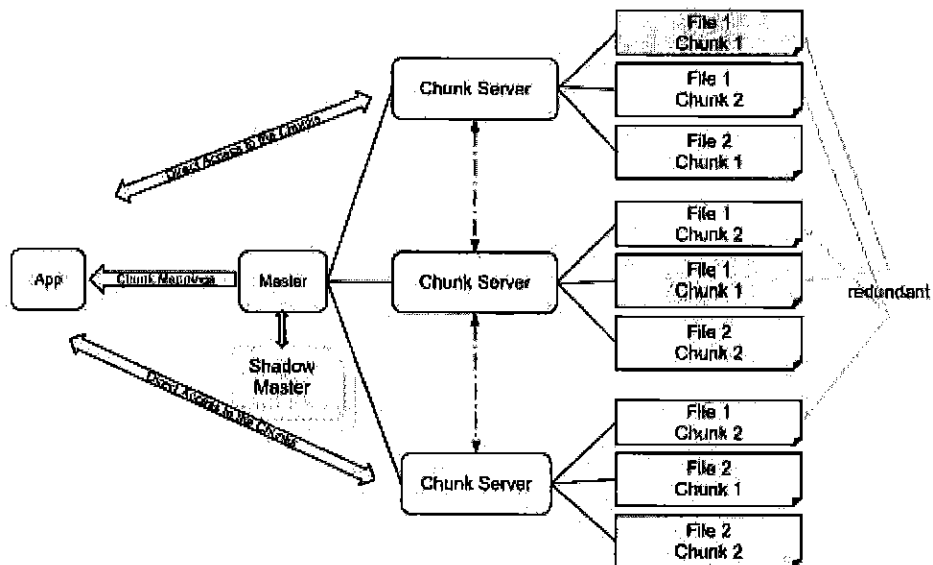 File 1
Chunk 1
Chunk Server
File 1
Chunk 2
File 2
Chunk 1
Direct Access to the Chunks
File 1
Chunk 2
App
Chunk Mappings
Master
Chunk Server
File 1
Chunk 1
redundant
File 2
Chunk 2
Shadow
Master
Direct Access to the Chunks
File 1
Chunk 2
Chunk Server
File 2
Chunk 1
File 2
Chunk 2